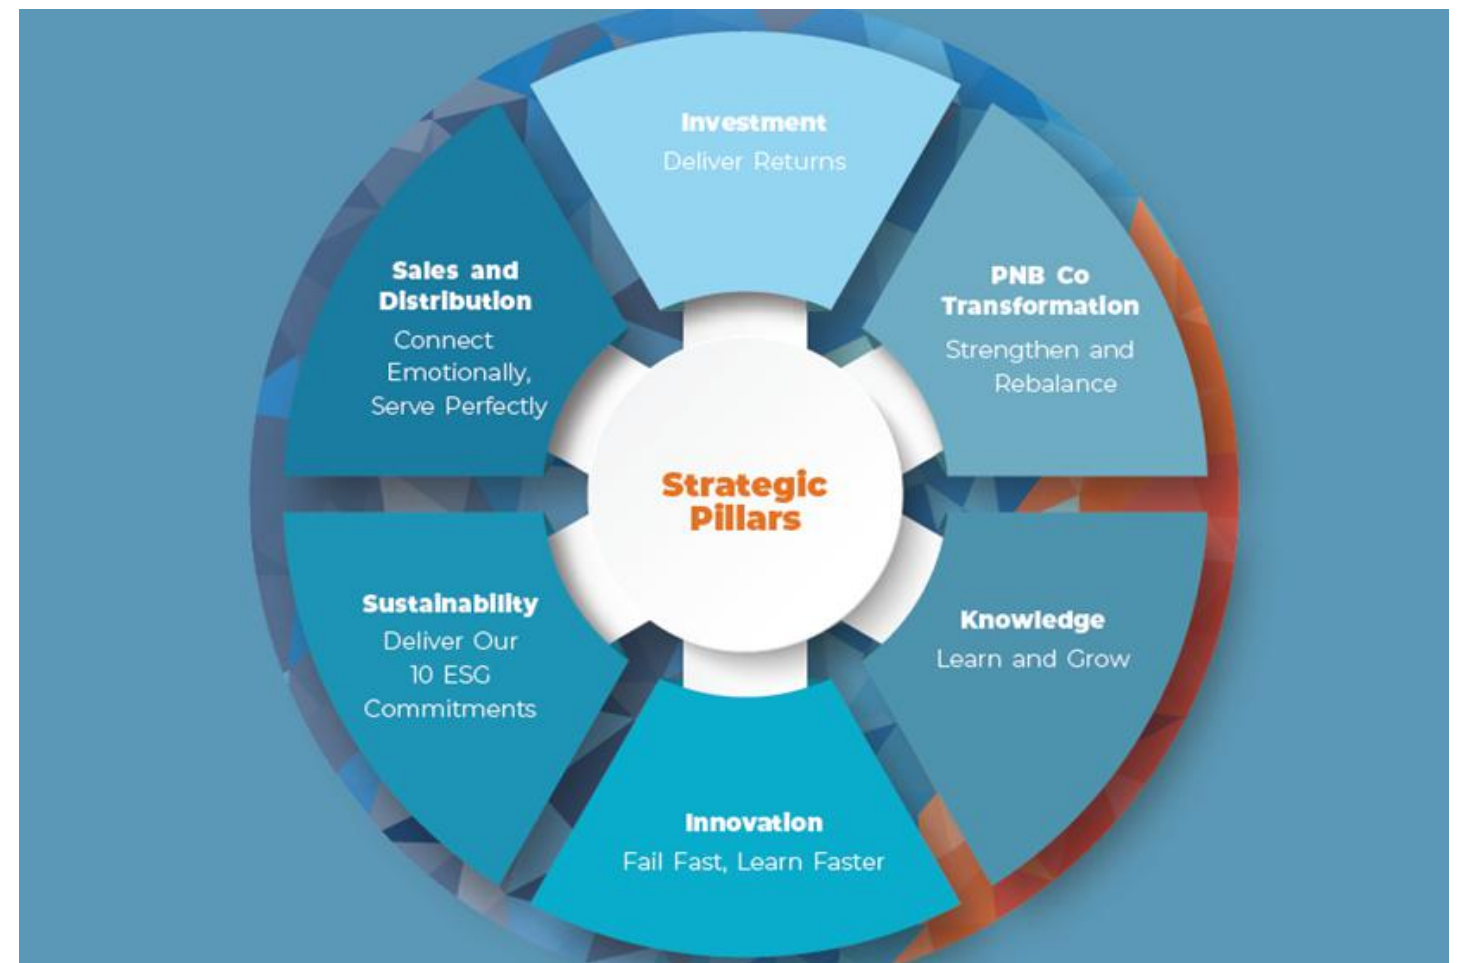 Investment
Deliver Returns
PNB Co
Transformation
Strengthen and
Rebalance
Knowledge
Learn and Grow
Innovation
Fail Fast, Learn Faster
Sustainability
Deliver Our
10 ESG
Commitments
Sales and
Distribution
Connect
Emotionally,
Serve Perfectly
Strategic
Pillars